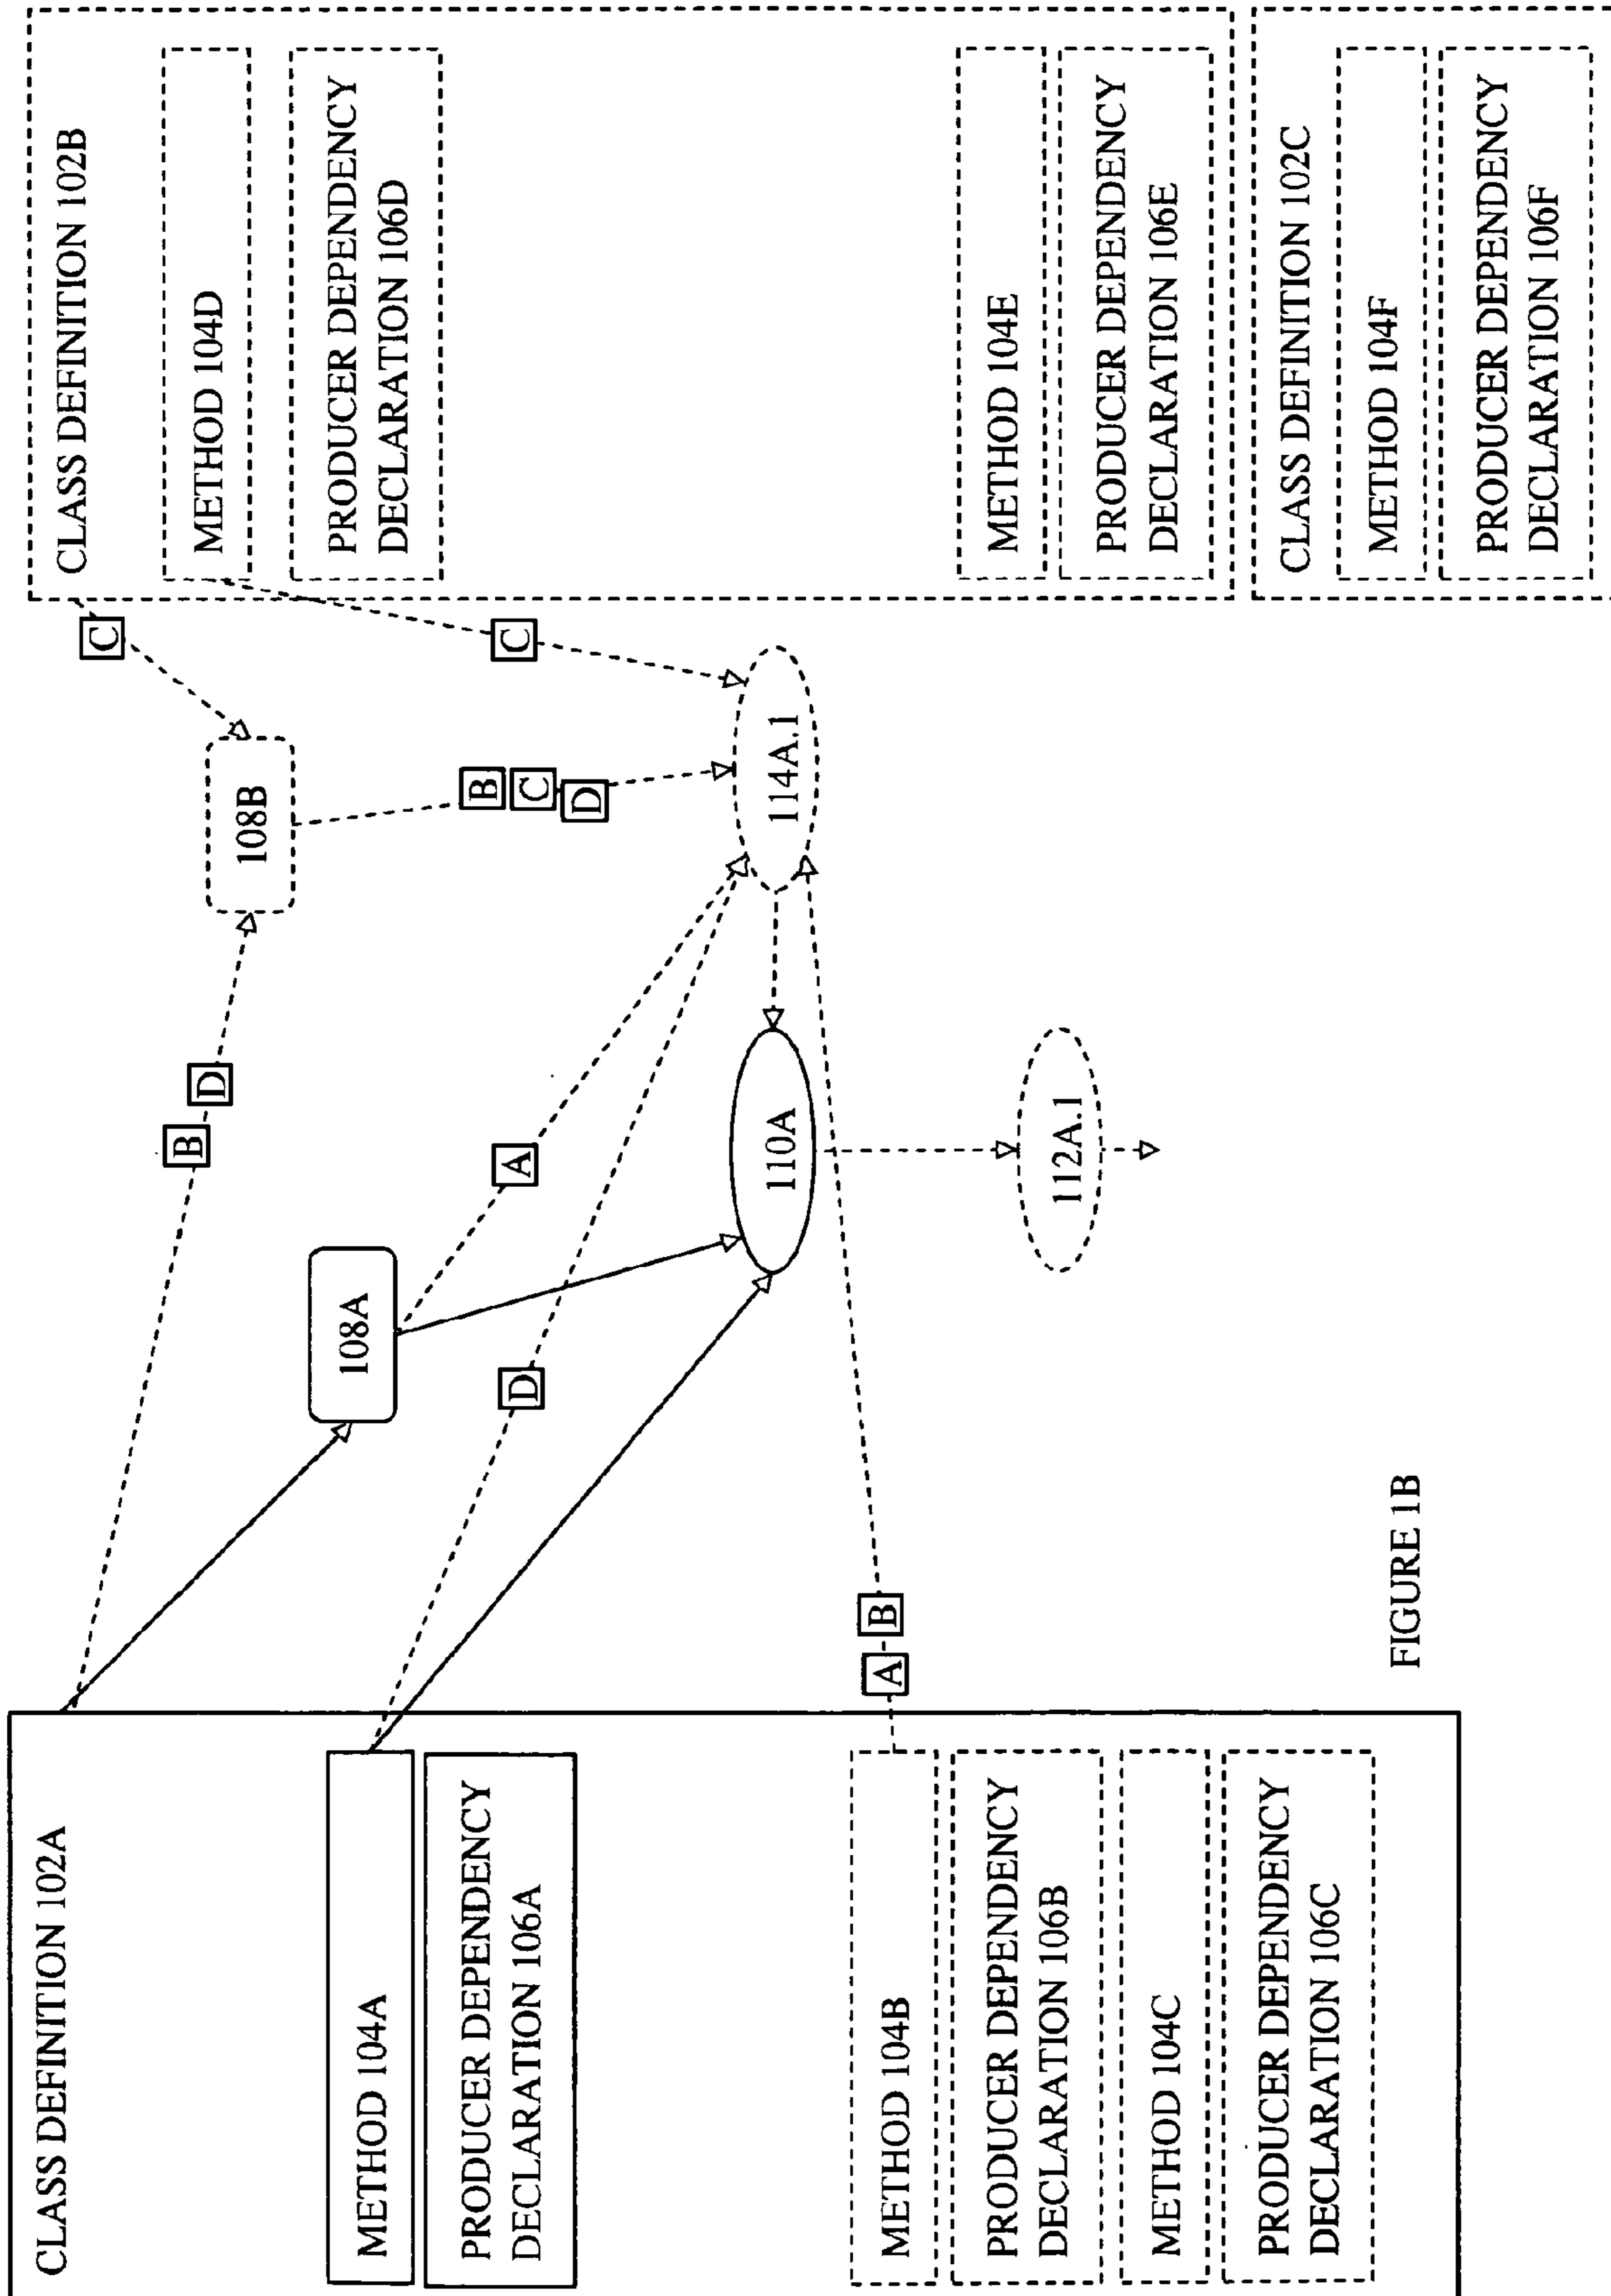 CLASS DEFINITION 102A
METHOD 104A
PRODUCER DEPENDENCY
DECLARATION 106A
METHOD 104B
PRODUCER DEPENDENCY
DECLARATION 106B
METHOD 104C
PRODUCER DEPENDENCY
DECLARATION 106C
B
D
108A
A
D
A
B
110A
112A.1
108B
B
C
D
114A.1
C
C
CLASS DEFINITION 102B
METHOD 104D
PRODUCER DEPENDENCY
DECLARATION 106D
METHOD 104E
PRODUCER DEPENDENCY
DECLARATION 106E
CLASS DEFINITION 102C
METHOD 104F
PRODUCER DEPENDENCY
DECLARATION 106F
FIGURE 1B